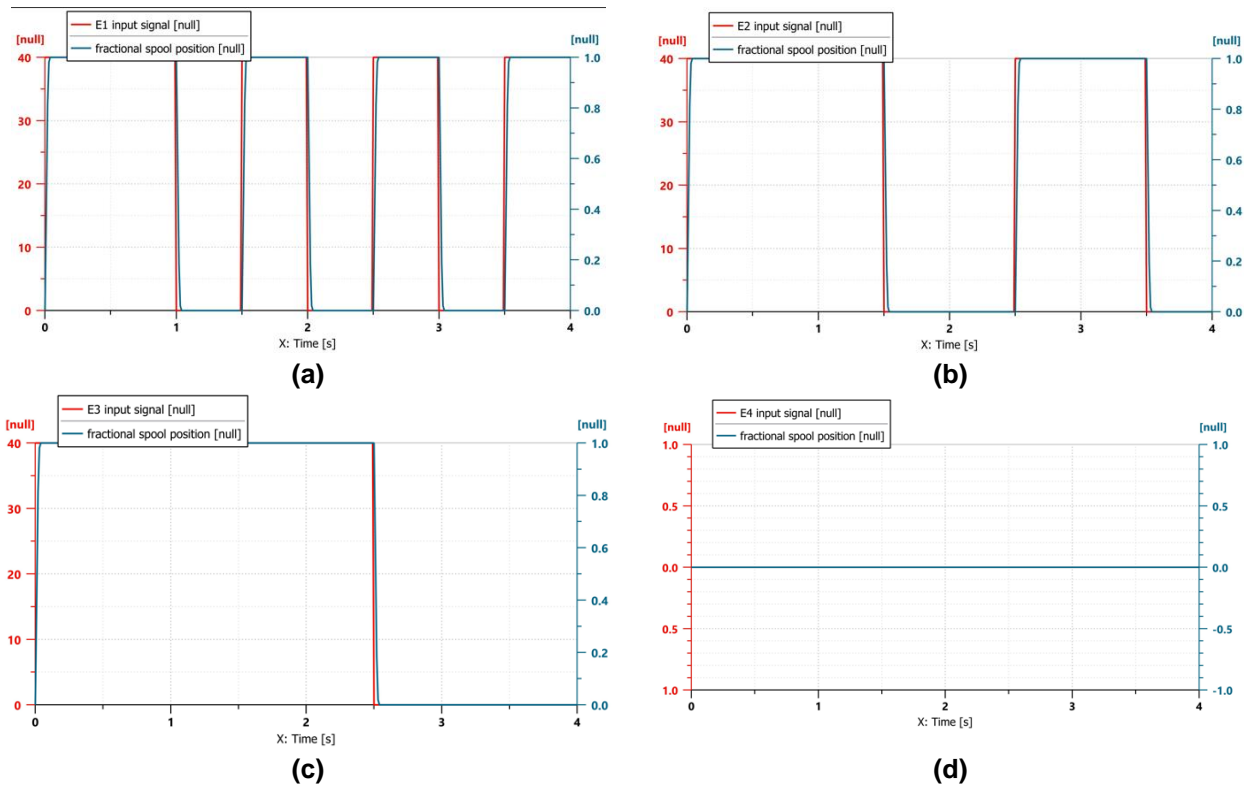 E1 input signal [null]
fractional spool position [null]
[null]
[null]
40
30
20
10
0
1.0
0.8
0.6
0.4
0.2
0.0
0 1 2 3 4
X: Time [s]
(a)
E2 input signal [null]
fractional spool position [null]
[null]
[null]
40
30
20
10
0
1.0
0.8
0.6
0.4
0.2
0.0
0 1 2 3 4
X: Time [s]
(b)
E3 input signal [null]
fractional spool position [null]
[null]
[null]
40
30
20
10
0
1.0
0.8
0.6
0.4
0.2
0.0
0 1 2 3 4
X: Time [s]
(c)
E4 input signal [null]
fractional spool position [null]
[null]
[null]
1.0
0.5
0.0
0.5
1.0
1.0
0.5
0.0
-0.5
-1.0
0 1 2 3 4
X: Time [s]
(d)